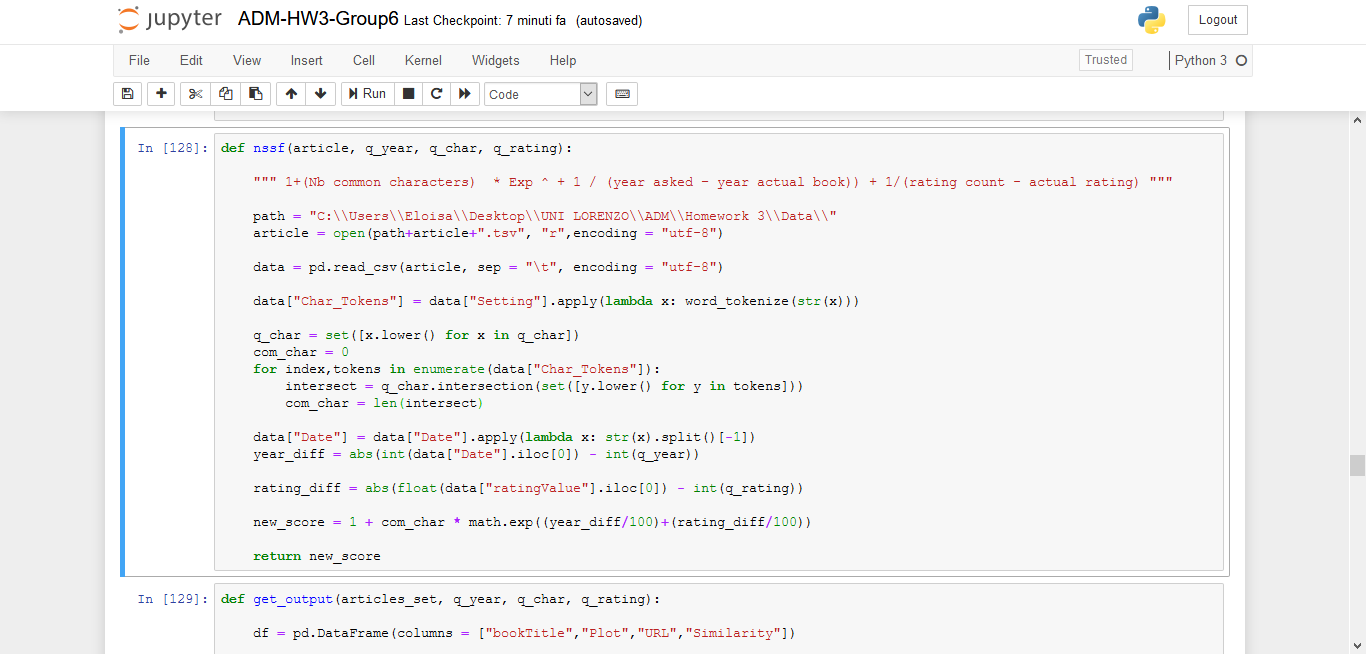 jupyter ADM-HW3-Group6 Last Checkpoint: 7 minuti fa (autosaved)
Logout
File Edit View Insert Cell Kernel Widgets Help
Trusted Python 3
Run Code
In [128]: def nssf(article, q_year, q_char, q_rating):
""" 1+(Nb common characters)  * Exp ^ + 1 / (year asked - year actual book)) + 1/(rating count - actual rating) """
path = "C:\\Users\\Eloisa\\Desktop\\UNI LORENZO\\ADM\\Homework 3\\Data\\"
article = open(path+article+".tsv", "r",encoding = "utf-8")
data = pd.read_csv(article, sep = "\t", encoding = "utf-8")
data["Char_Tokens"] = data["Setting"].apply(lambda x: word_tokenize(str(x)))
q_char = set([x.lower() for x in q_char])
com_char = 0
for index,tokens in enumerate(data["Char_Tokens"]):
intersect = q_char.intersection(set([y.lower() for y in tokens]))
com_char = len(intersect)
data["Date"] = data["Date"].apply(lambda x: str(x).split()[-1])
year_diff = abs(int(data["Date"].iloc[0]) - int(q_year))
rating_diff = abs(float(data["ratingValue"].iloc[0]) - int(q_rating))
new_score = 1 + com_char * math.exp((year_diff/100)+(rating_diff/100))
return new_score
In [129]: def get_output(articles_set, q_year, q_char, q_rating):
df = pd.DataFrame(columns = ["bookTitle","Plot","URL","Similarity"])